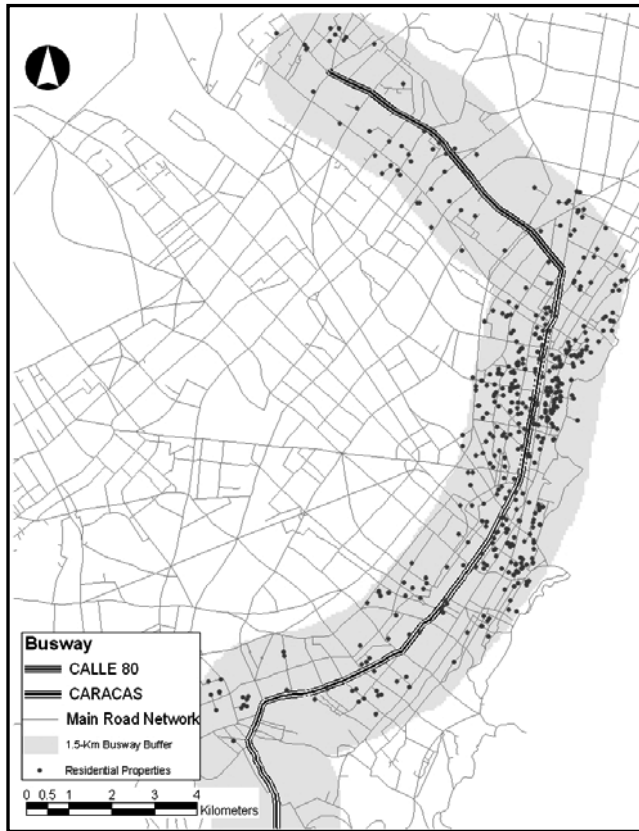 Busway
CALLE 80
CARACAS
Main Road Network
1.5-Km Busway Buffer
Residential Properties
0 0.5 1 2 3 4
Kilometers